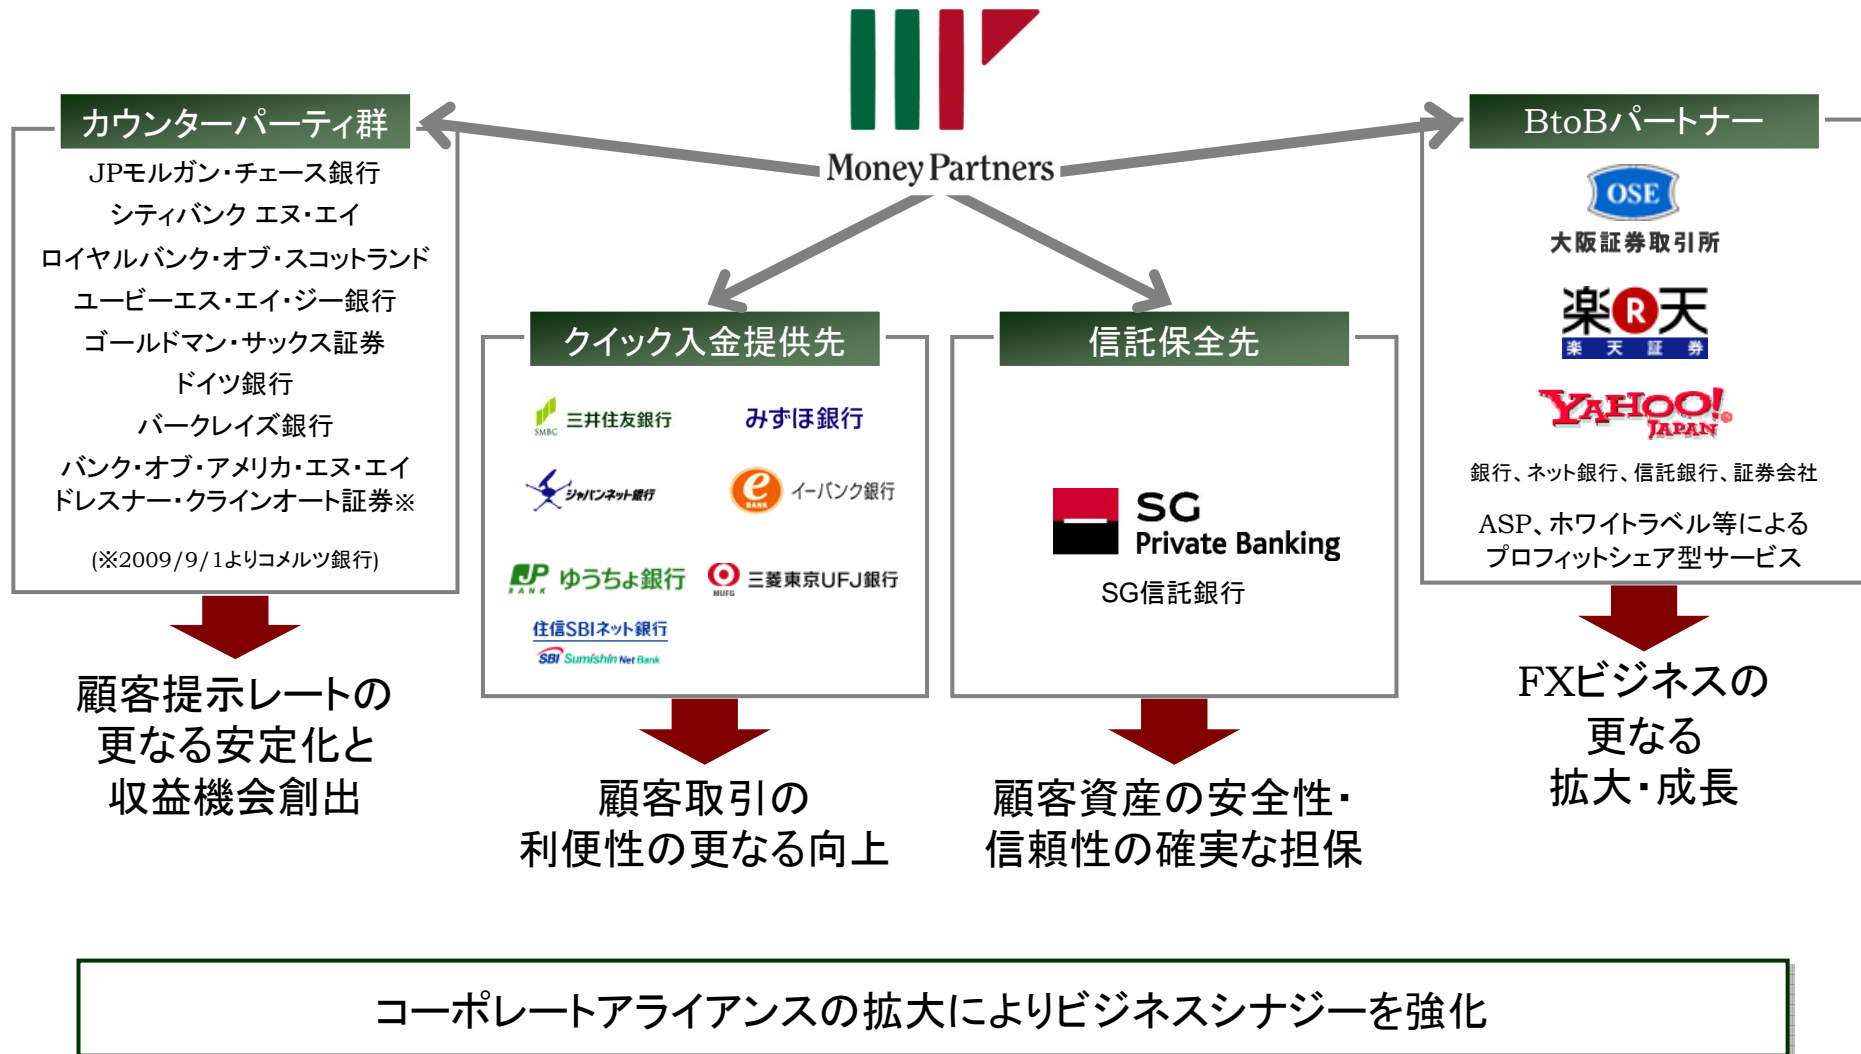 Money Partners
カウンターパーティ群
JPモルガン・チェース銀行
シティバンク エヌ・エイ
ロイヤルバンク・オブ・スコットランド
ユービーエス・エイ・ジー銀行
ゴールドマン・サックス証券
ドイツ銀行
バークレイズ銀行
バンク・オブ・アメリカ・エヌ・エイ
ドレスナー・クラインオート証券※
(※2009/9/1よりコメルツ銀行)
顧客提示レートの
更なる安定化と
収益機会創出
クイック入金提供先
SMBC 三井住友銀行
みずほ銀行
ジャパンネット銀行
e BANK イーバンク銀行
JP BANK ゆうちょ銀行
MUFG 三菱東京UFJ銀行
住信SBIネット銀行
SBI Sumishin Net Bank
顧客取引の
利便性の更なる向上
信託保全先
SG
Private Banking
SG信託銀行
顧客資産の安全性・
信頼性の確実な担保
BtoBパートナー
OSE
大阪証券取引所
楽R天
楽天証券
YAHOO!
JAPAN
銀行、ネット銀行、信託銀行、証券会社
ASP、ホワイトラベル等による
プロフィットシェア型サービス
FXビジネスの
更なる
拡大・成長
コーポレートアライアンスの拡大によりビジネスシナジーを強化